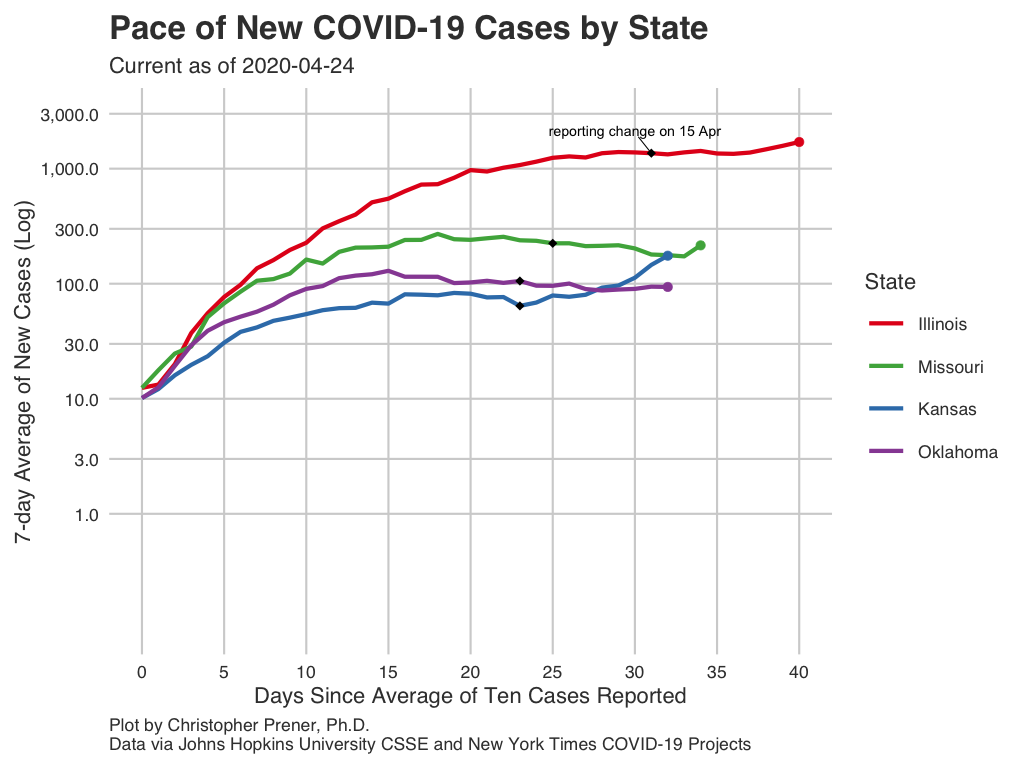 Pace of New COVID-19 Cases by State
Current as of 2020-04-24
3,000.0
1,000.0
300.0
100.0
30.0
10.0
3.0
1.0
7-day Average of New Cases (Log)
reporting change on 15 Apr
0 5 10 15 20 25 30 35 40
Days Since Average of Ten Cases Reported
State
Illinois
Missouri
Kansas
Oklahoma
Plot by Christopher Prener, Ph.D.
Data via Johns Hopkins University CSSE and New York Times COVID-19 Projects